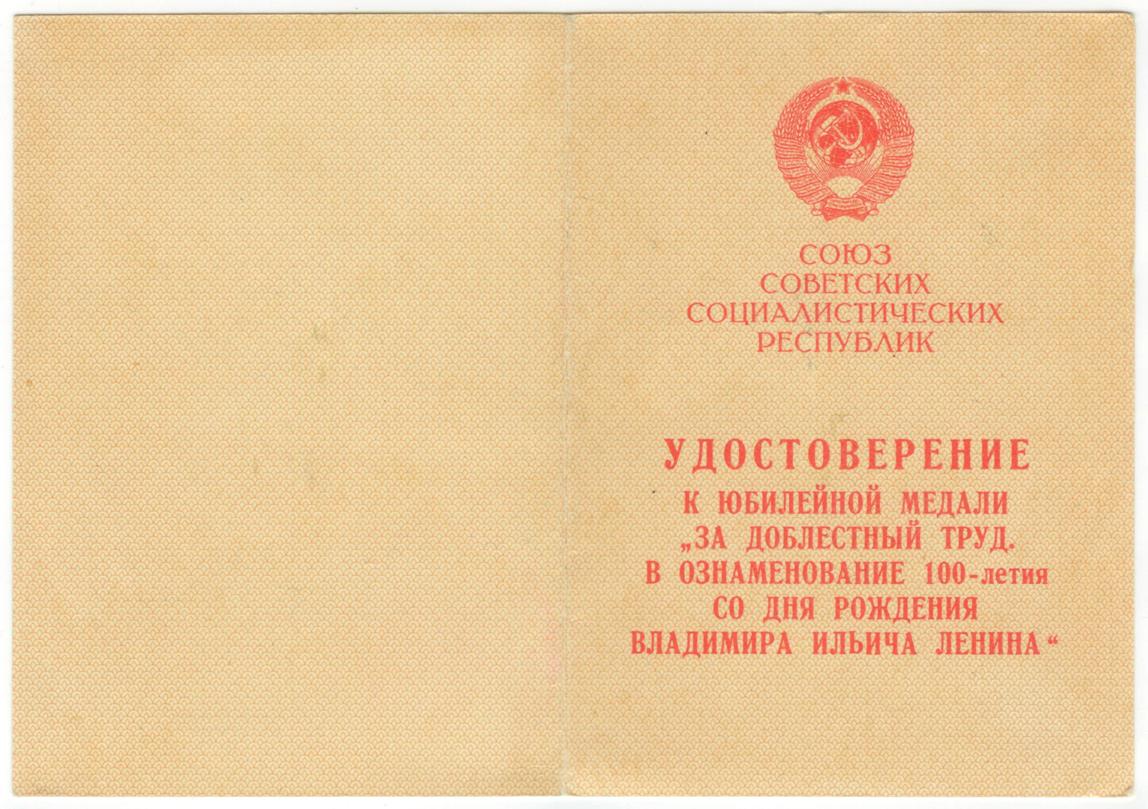 СОЮЗ
СОВЕТСКИХ
СОЦИАЛИСТИЧЕСКИХ
РЕСПУБЛИК
УДОСТОВЕРЕНИЕ
К ЮБИЛЕЙНОЙ МЕДАЛИ
„ЗА ДОБЛЕСТНЫЙ ТРУД.
В ОЗНАМЕНОВАНИЕ 100-летия
СО ДНЯ РОЖДЕНИЯ
ВЛАДИМИРА ИЛЬИЧА ЛЕНИНА“